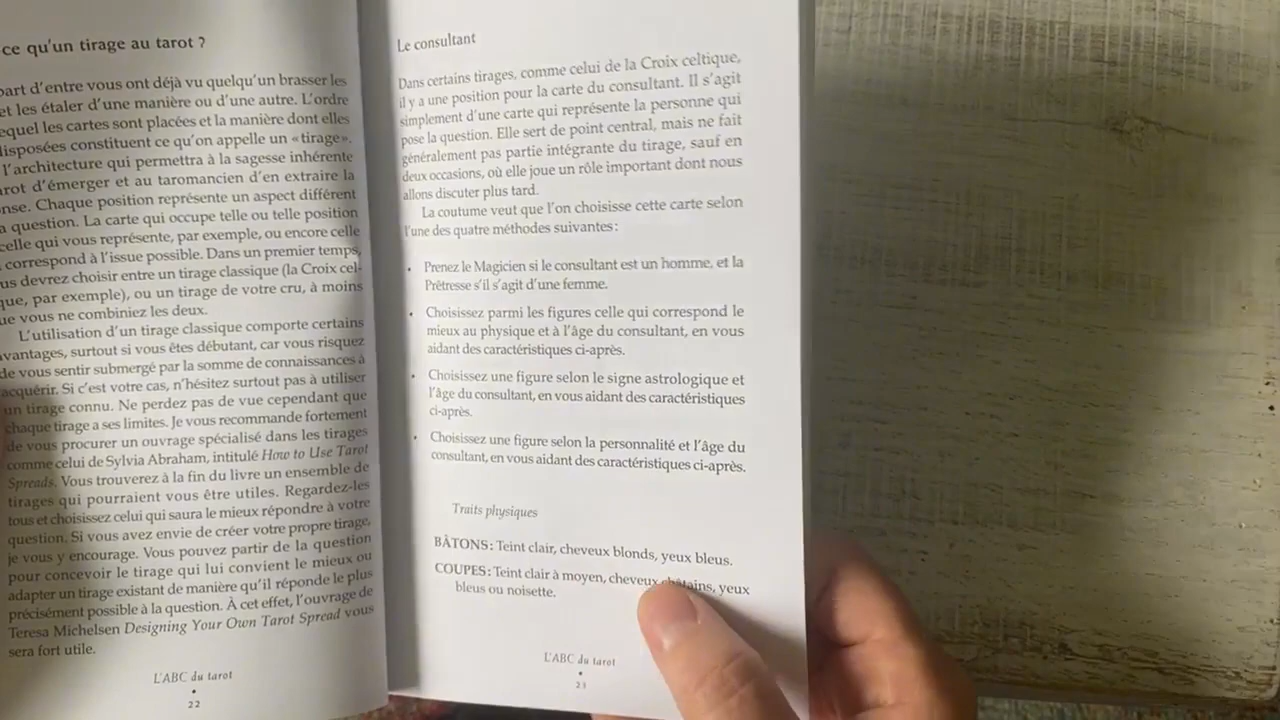 ce qu'un tirage au tarot ?
part d'entre vous ont déjà vu quelqu'un brasser les
et les étaler d'une manière ou d'une autre. L'ordre
equel les cartes sont placées et la manière dont elles
disposées constituent ce qu'on appelle un «tirage».
l'architecture qui permettra à la sagesse inhérente
arot d'émerger et au taromancien d'en extraire la
nse. Chaque position représente un aspect différent
a question. La carte qui occupe telle ou telle position
celle qui vous représente, par exemple, ou encore celle
correspond à l'issue possible. Dans un premier temps,
us devrez choisir entre un tirage classique (la Croix cel-
que, par exemple), ou un tirage de votre cru, à moins
ue vous ne combiniez les deux.
L'utilisation d'un tirage classique comporte certains
avantages, surtout si vous êtes débutant, car vous risquez
de vous sentir submergé par la somme de connaissances à
acquérir. Si c'est votre cas, n'hésitez surtout pas à utiliser
un tirage connu. Ne perdez pas de vue cependant que
chaque tirage a ses limites. Je vous recommande fortement
de vous procurer un ouvrage spécialisé dans les tirages
comme celui de Sylvia Abraham, intitulé How to Use Tarot
Spreads. Vous trouverez à la fin du livre un ensemble de
tirages qui pourraient vous être utiles. Regardez-les
tous et choisissez celui qui saura le mieux répondre à votre
question. Si vous avez envie de créer votre propre tirage,
je vous y encourage. Vous pouvez partir de la question
pour concevoir le tirage qui lui convient le mieux ou
adapter un tirage existant de manière qu'il réponde le plus
précisément possible à la question. À cet effet, l'ouvrage de
Teresa Michelsen Designing Your Own Tarot Spread vous
sera fort utile.
L'ABC du tarot
•
22
Le consultant
Dans certains tirages, comme celui de la Croix celtique,
il y a une position pour la carte du consultant. Il s'agit
simplement d'une carte qui représente la personne qui
pose la question. Elle sert de point central, mais ne fait
généralement pas partie intégrante du tirage, sauf en
deux occasions, où elle joue un rôle important dont nous
allons discuter plus tard.
La coutume veut que l'on choisisse cette carte selon
l'une des quatre méthodes suivantes :
• Prenez le Magicien si le consultant est un homme, et la
Prêtresse s'il s'agit d'une femme.
• Choisissez parmi les figures celle qui correspond le
mieux au physique et à l'âge du consultant, en vous
aidant des caractéristiques ci-après.
• Choisissez une figure selon le signe astrologique et
l'âge du consultant, en vous aidant des caractéristiques
ci-après.
• Choisissez une figure selon la personnalité et l'âge du
consultant, en vous aidant des caractéristiques ci-après.
Traits physiques
BÂTONS : Teint clair, cheveux blonds, yeux bleus.
COUPES : Teint clair à moyen, cheveux châtains, yeux
bleus ou noisette.
L'ABC du tarot
•
23